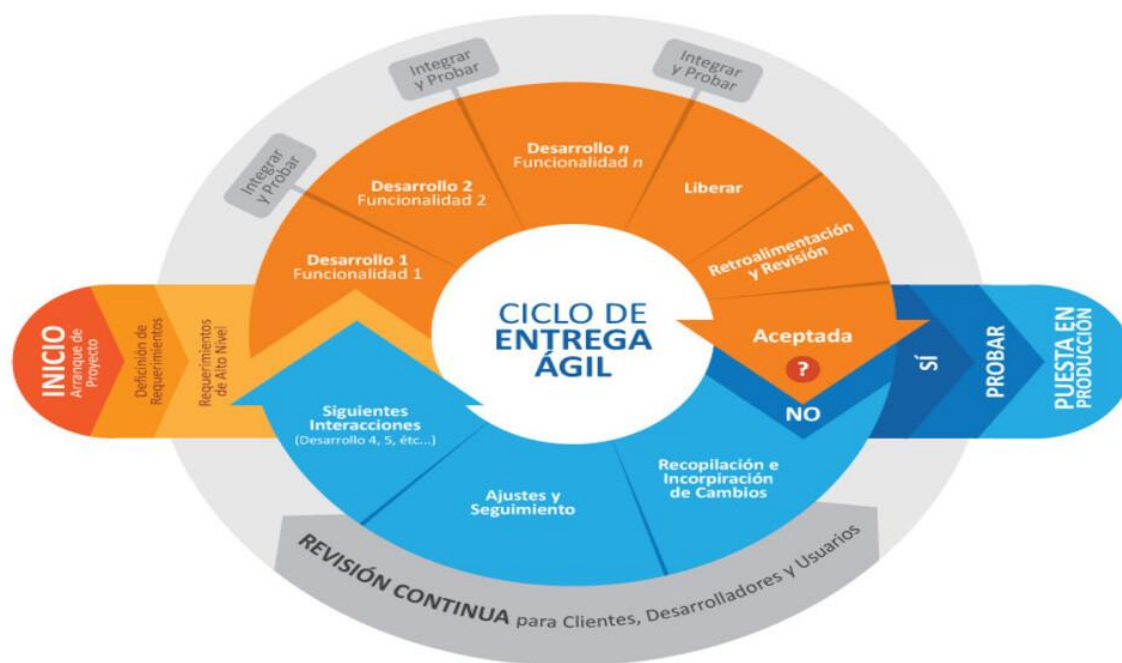 Integrar
y Probar
Integrar
y Probar
Integrar
y Probar
Desarrollo n
Funcionalidad n
Desarrollo 2
Funcionalidad 2
Liberar
Desarrollo 1
Funcionalidad 1
Retroalimentación
y Revisión
INICIO
Arranque de
Proyecto
Deficinión de
Requerimientos
Requerimientos
de Alto Nivel
CICLO DE
ENTREGA
ÁGIL
Aceptada
?
NO
SÍ
PROBAR
PUESTA EN
PRODUCCIÓN
Siguientes
Interacciones
(Desarrollo 4, 5, étc...)
Ajustes y
Seguimiento
Recopilación e
Incorpiración
de Cambios
REVISIÓN CONTINUA para Clientes, Desarrolladores y Usuarios